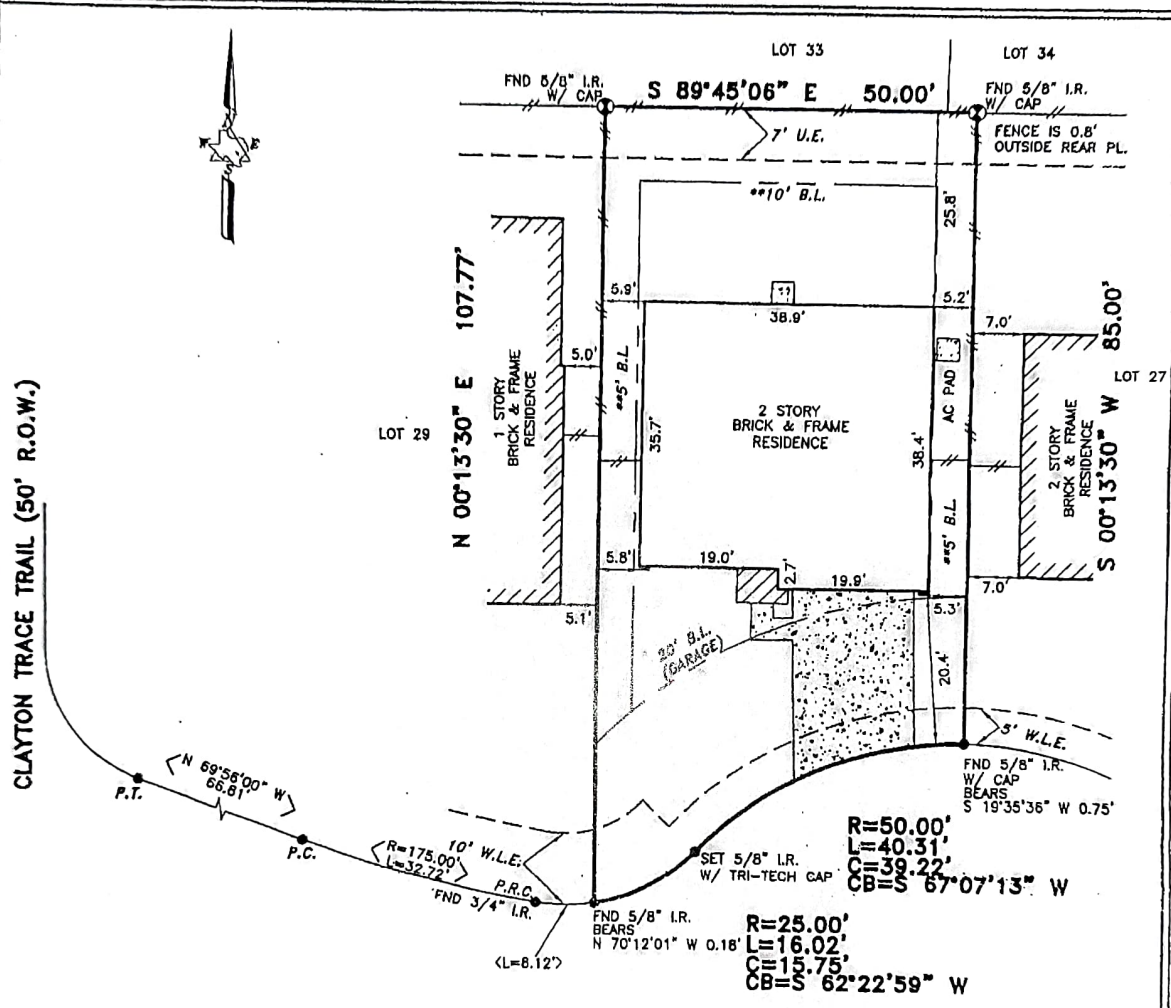 LOT 33
LOT 34
FND 5/8" I.R.
W/ CAP
S 89°45'06" E 50.00'
FND 5/8" I.R.
W/ CAP
7' U.E.
FENCE IS 0.8'
OUTSIDE REAR PL.
**10' B.L.
25.8'
5.9'
38.9'
5.2'
7.0'
5.0'
N 00°13'30" E 107.77'
1 STORY
BRICK & FRAME
RESIDENCE
**5' B.L.
35.7'
2 STORY
BRICK & FRAME
RESIDENCE
AC PAD
38.4'
**5' B.L.
2 STORY
BRICK & FRAME
RESIDENCE
S 00°13'30" W 85.00'
LOT 27
LOT 29
CLAYTON TRACE TRAIL (50' R.O.W.)
5.8'
19.0'
2.7'
19.9'
7.0'
5.1'
5.3'
20' B.L.
(GARAGE)
20.4'
5' W.L.E.
N 69°56'00" W
66.81'
P.T.
P.C.
R=175.00'
L=32.72'
10' W.L.E.
P.R.C.
FND 3/4" I.R.
<L=8.12'>
FND 5/8" I.R.
BEARS
N 70°12'01" W 0.18'
SET 5/8" I.R.
W/ TRI-TECH CAP
FND 5/8" I.R.
W/ CAP
BEARS
S 19°35'36" W 0.75'
R=50.00'
L=40.31'
C=39.22'
CB=S 67°07'13" W
R=25.00'
L=16.02'
C=15.75'
CB=S 62°22'59" W